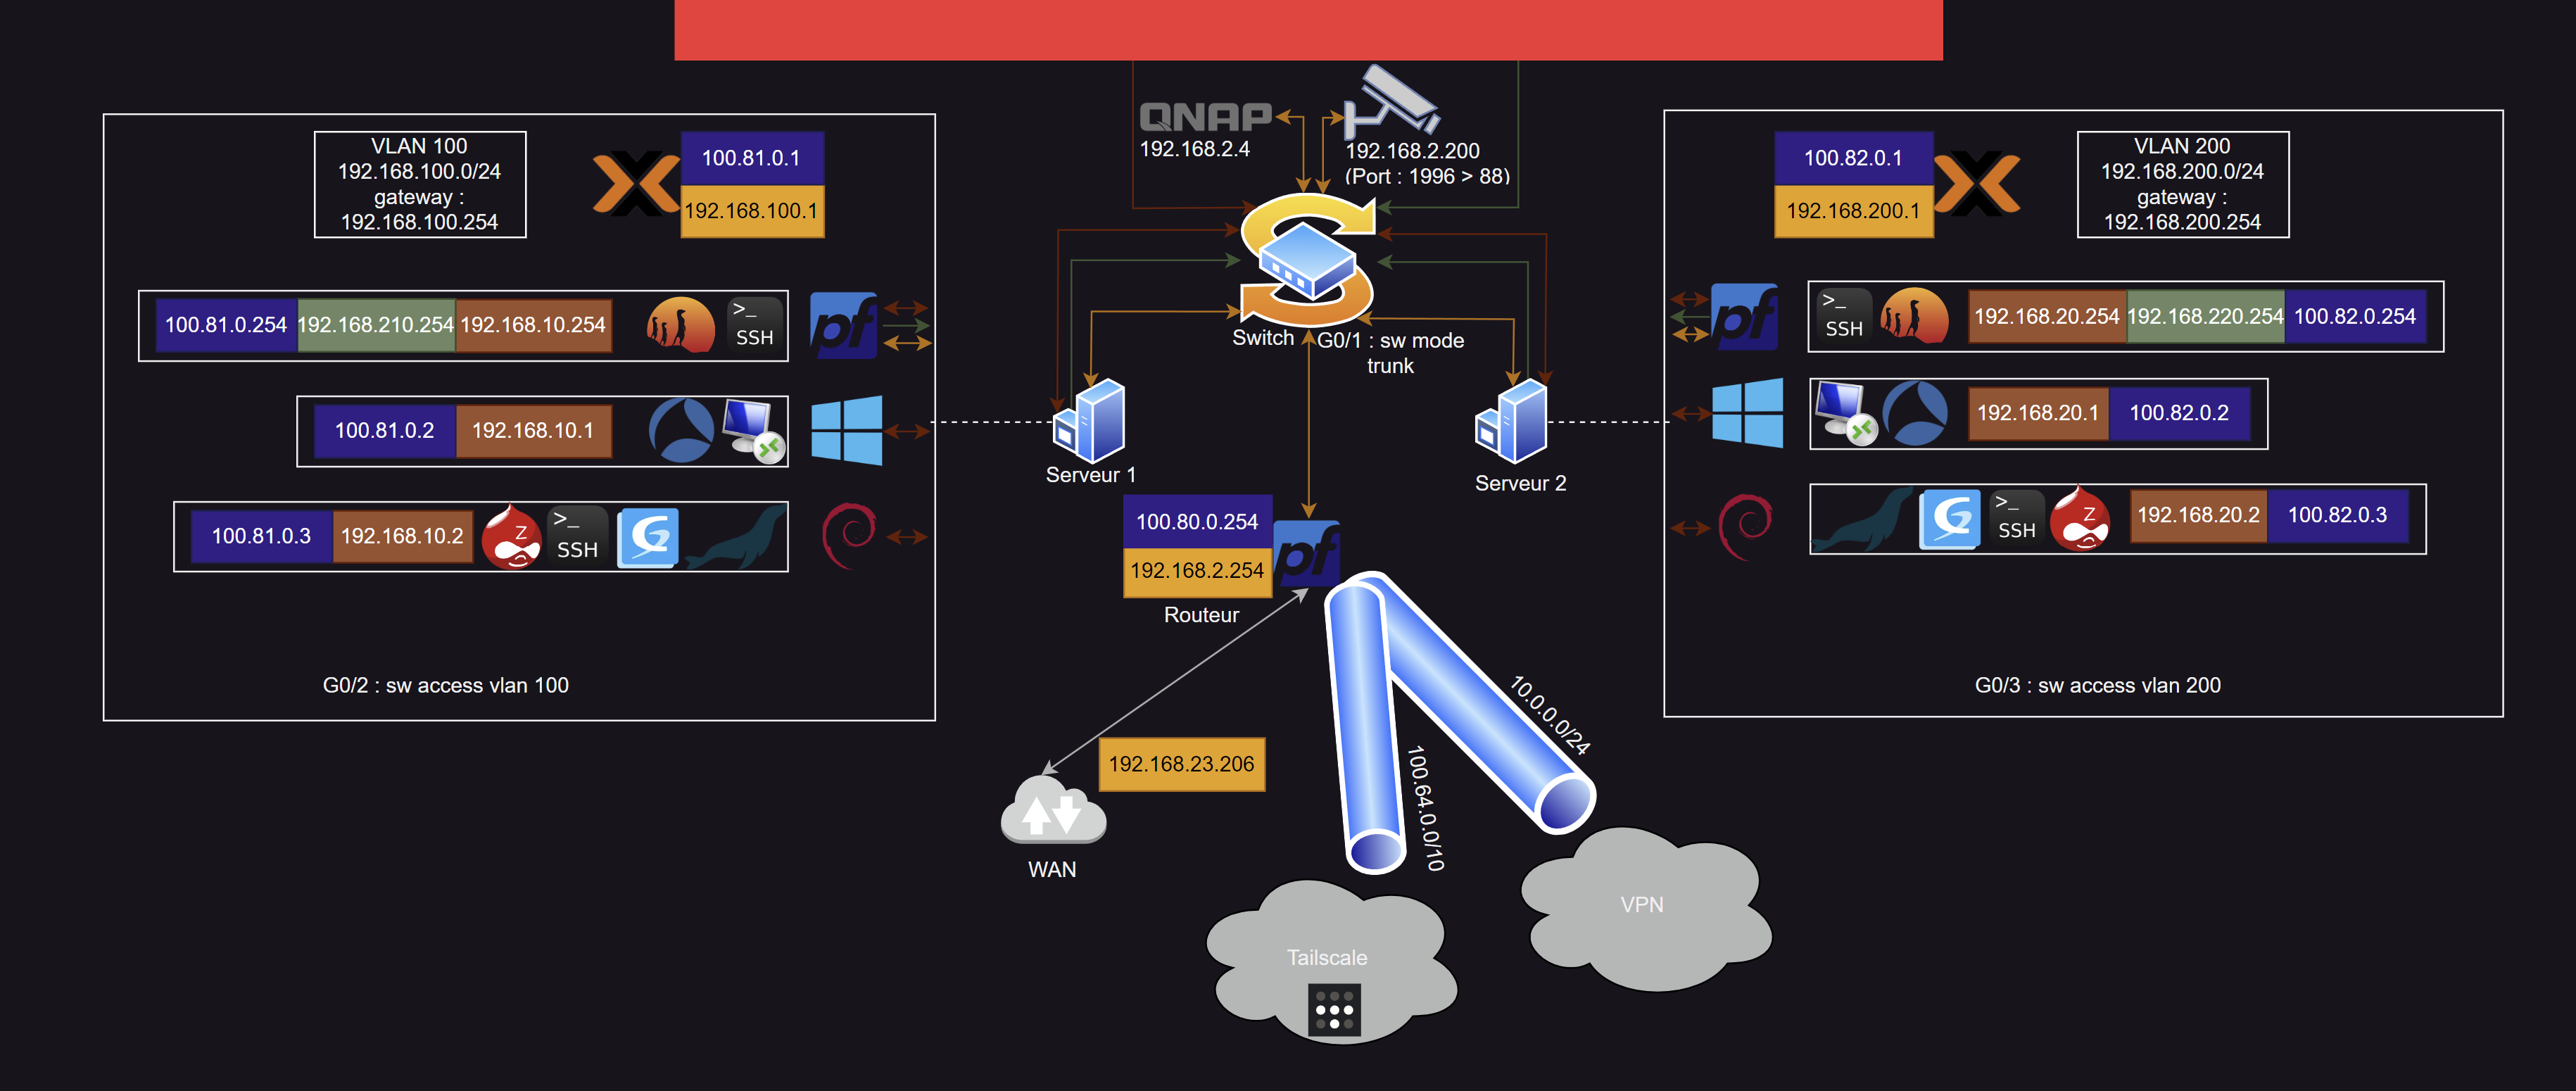 QNAP
192.168.2.4
192.168.2.200
(Port : 1996 > 88)
VLAN 100
192.168.100.0/24
gateway :
192.168.100.254
100.81.0.1
192.168.100.1
100.82.0.1
192.168.200.1
VLAN 200
192.168.200.0/24
gateway :
192.168.200.254
100.81.0.254 192.168.210.254 192.168.10.254
>_
SSH
pf
Switch
G0/1 : sw mode
trunk
pf
>_
SSH
192.168.20.254 192.168.220.254 100.82.0.254
100.81.0.2 192.168.10.1
Serveur 1
Serveur 2
192.168.20.1 100.82.0.2
100.81.0.3 192.168.10.2
Z
>_
SSH
G2
100.80.0.254
192.168.2.254
pf
Routeur
G2
>_
SSH
Z
192.168.20.2 100.82.0.3
G0/2 : sw access vlan 100
G0/3 : sw access vlan 200
192.168.23.206
WAN
10.0.0.0/24
100.64.0.0/10
VPN
Tailscale